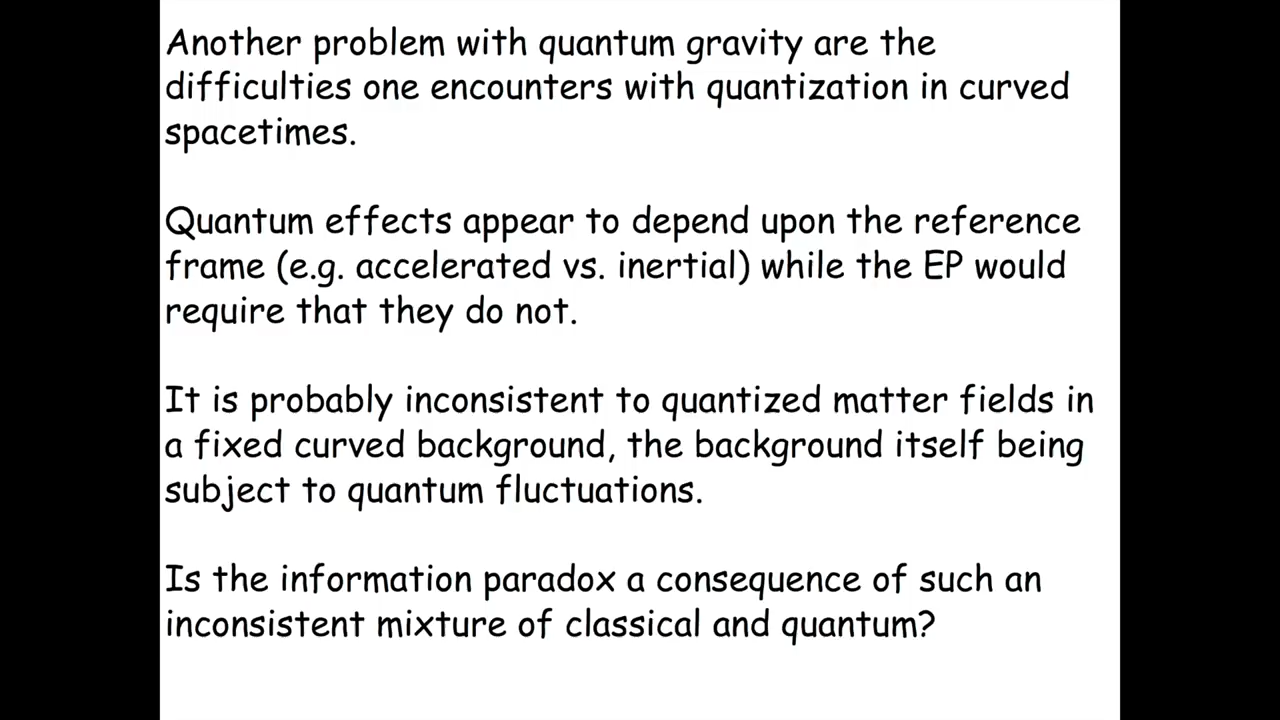 Another problem with quantum gravity are the
difficulties one encounters with quantization in curved
spacetimes.
Quantum effects appear to depend upon the reference
frame (e.g. accelerated vs. inertial) while the EP would
require that they do not.
It is probably inconsistent to quantized matter fields in
a fixed curved background, the background itself being
subject to quantum fluctuations.
Is the information paradox a consequence of such an
inconsistent mixture of classical and quantum?